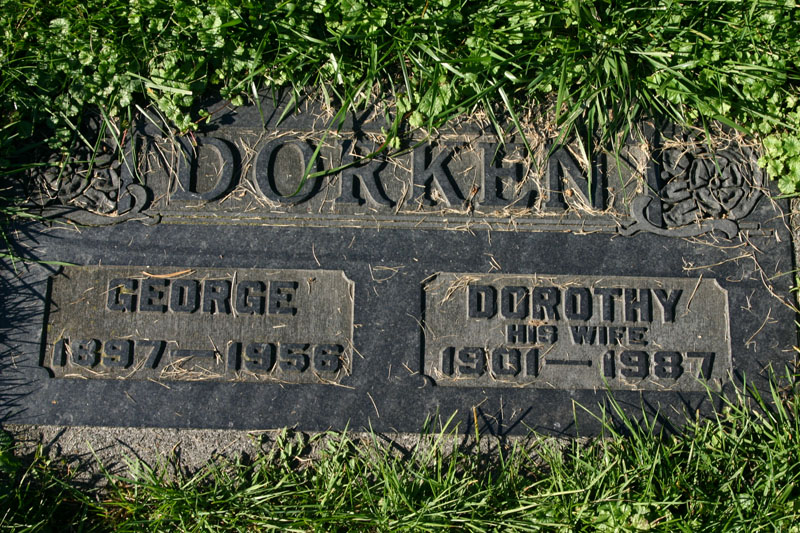 DORKEN
GEORGE
1897—1956
DOROTHY
HIS WIFE
1901—1987